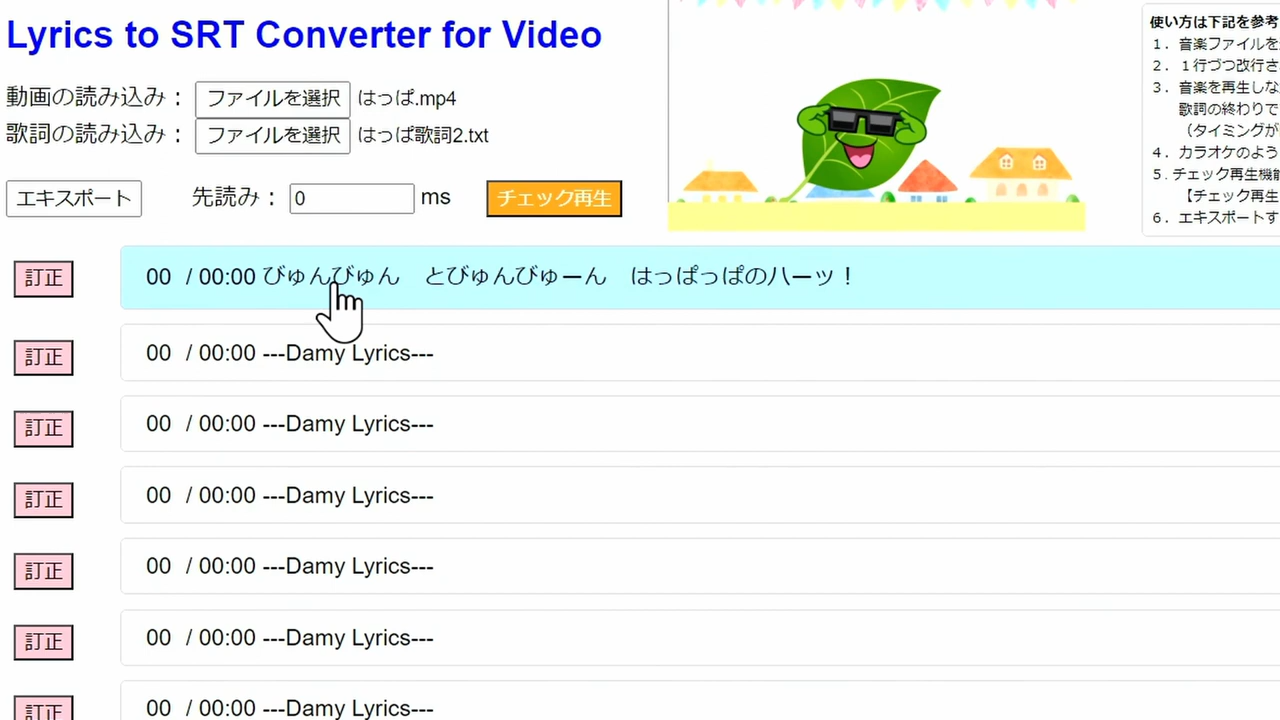 Lyrics to SRT Converter for Video
動画の読み込み： ファイルを選択 はっぱ.mp4
歌詞の読み込み： ファイルを選択 はっぱ歌詞2.txt
エキスポート 先読み： 0 ms チェック再生
使い方は下記を参考
1. 音楽ファイルを
2. １行づつ改行さ
3. 音楽を再生しな
歌詞の終わりで
（タイミングが
4. カラオケのよう
5. チェック再生機能
【チェック再生
6. エキスポートす
訂正 00 / 00:00 びゅんびゅん　とびゅんびゅーん　はっぱっぱのハーッ！
訂正 00 / 00:00 ---Damy Lyrics---
訂正 00 / 00:00 ---Damy Lyrics---
訂正 00 / 00:00 ---Damy Lyrics---
訂正 00 / 00:00 ---Damy Lyrics---
訂正 00 / 00:00 ---Damy Lyrics---
訂正 00 / 00:00 ---Damy Lyrics---